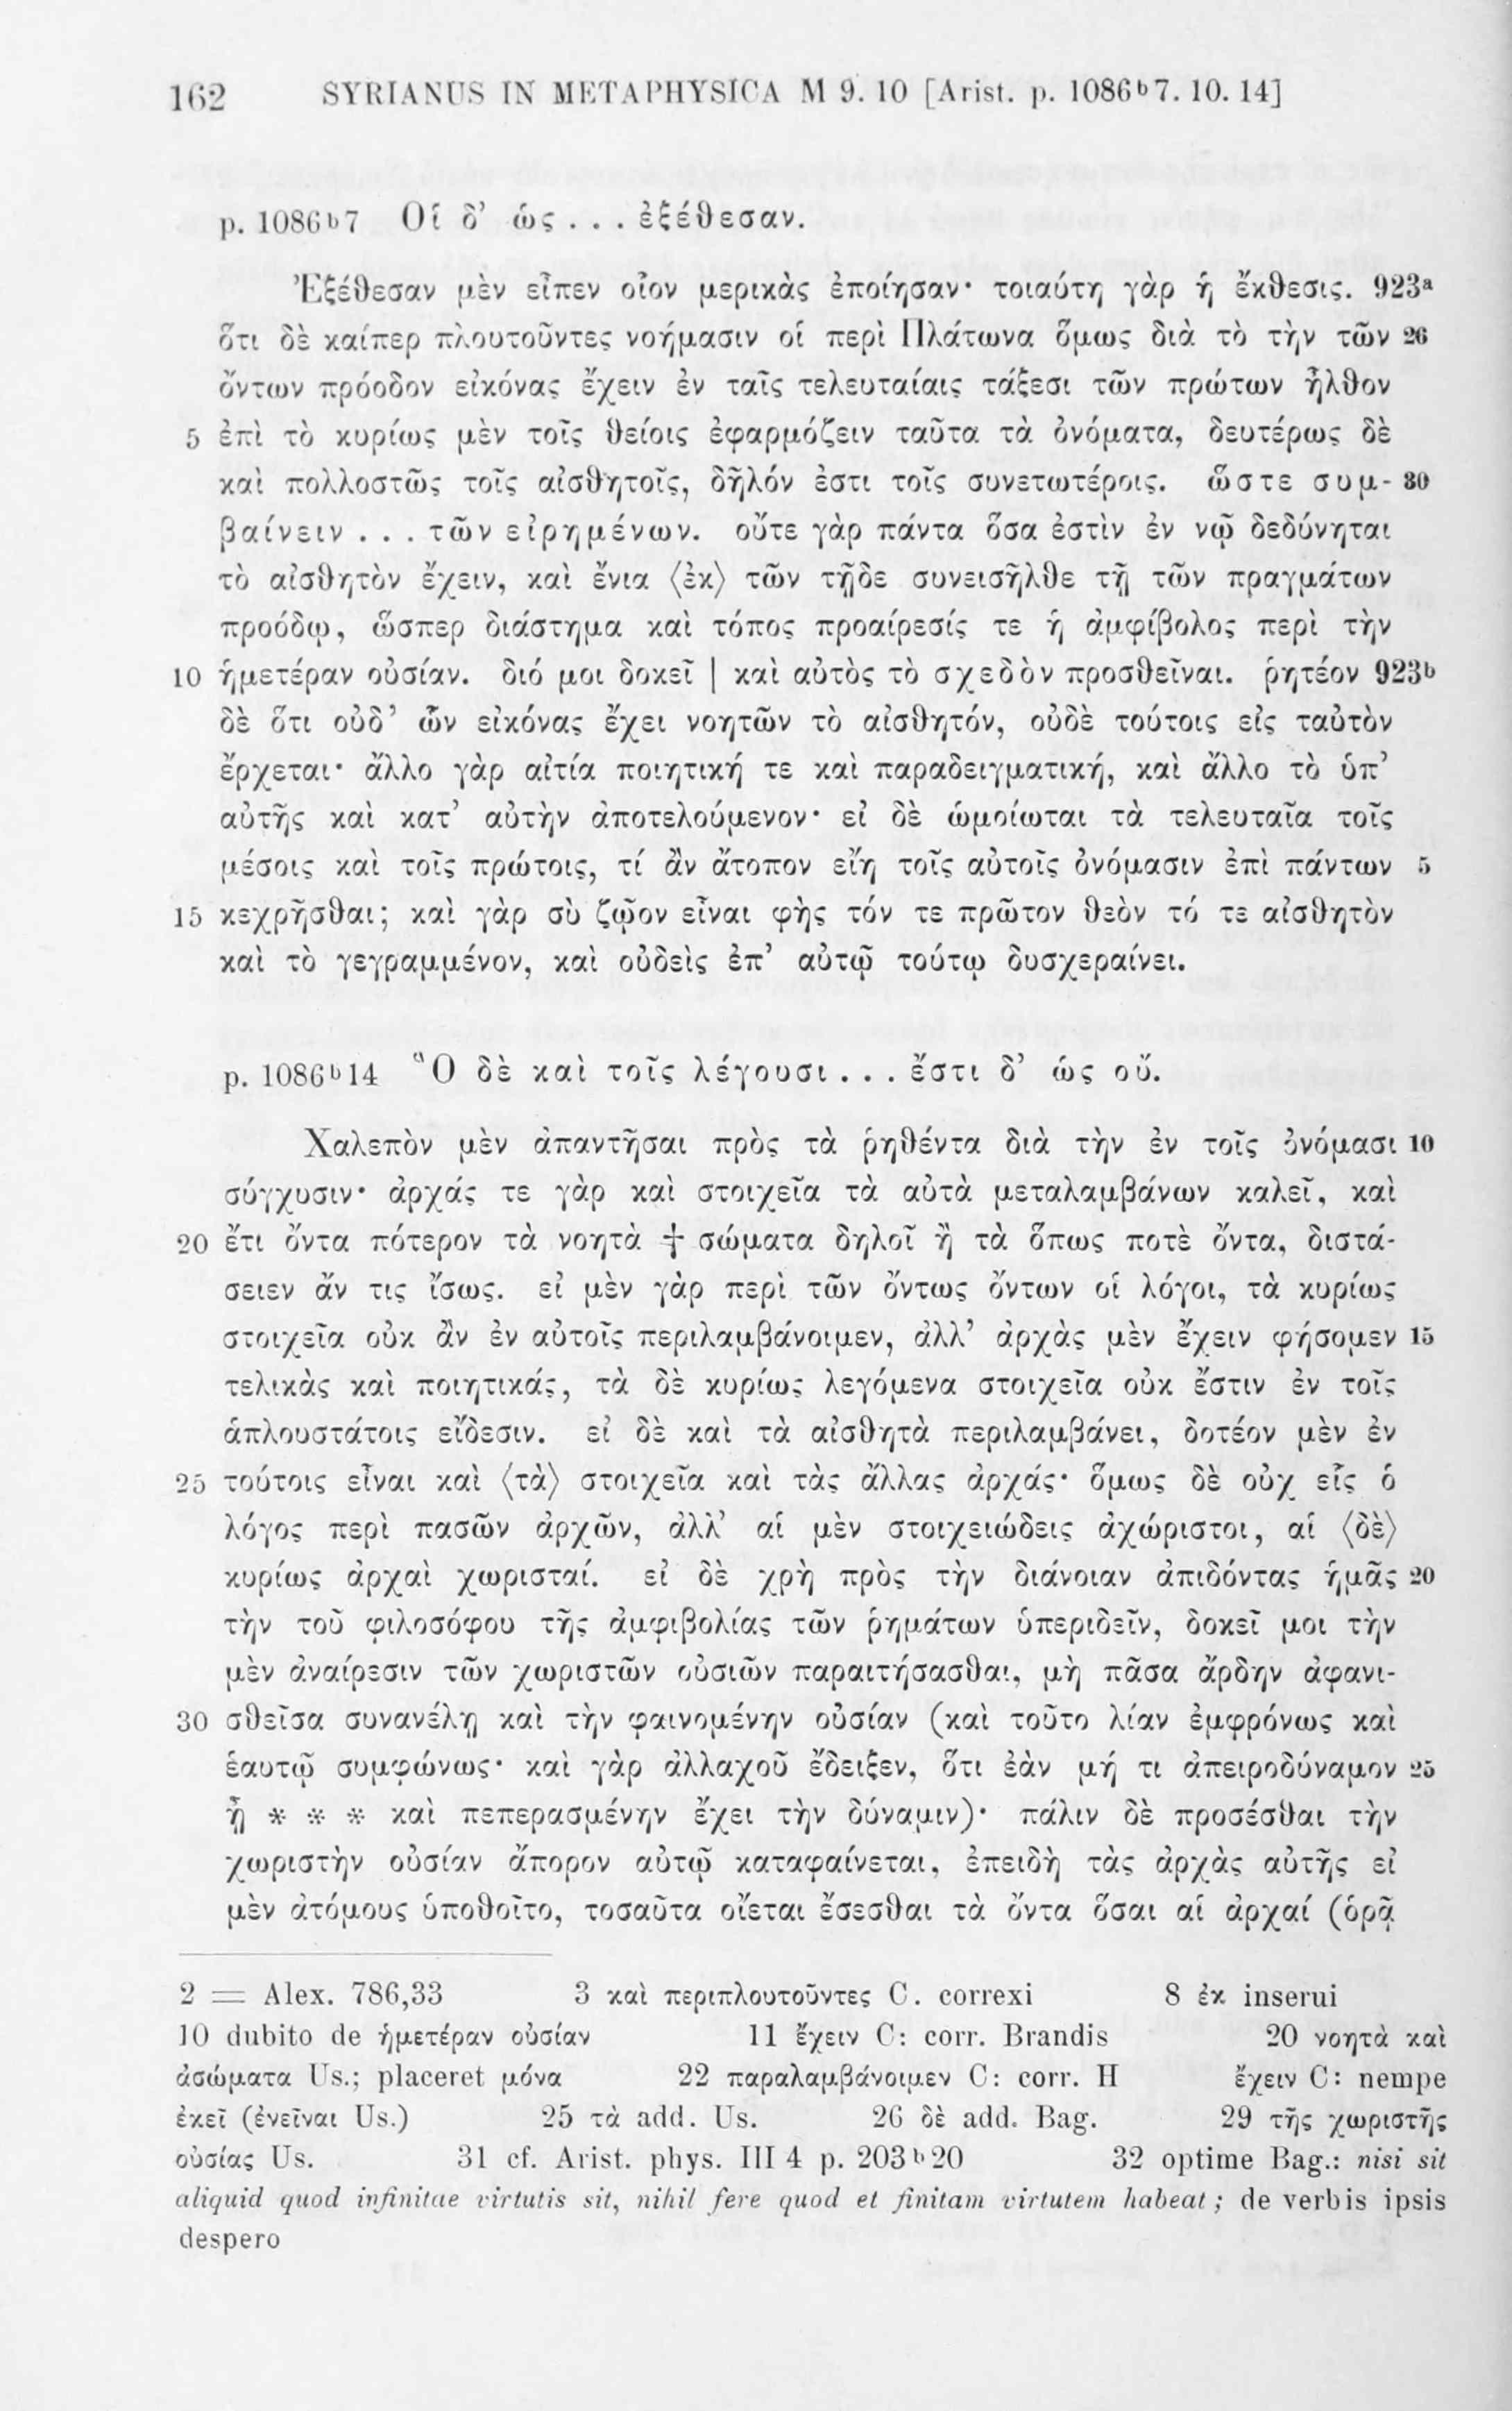 162 SYRIANUS IN METAPHYSICA M 9. 10 [Arist. p. 1086ᵇ7. 10. 14]
p. 1086ᵇ7 Οἱ δ’ ὡς . . . ἐξέθεσαν.
Ἐξέθεσαν μὲν εἶπεν οἷον μερικὰς ἐποίησαν· τοιαύτη γὰρ ἡ ἔκθεσις. 923ᵃ
ὅτι δὲ καίπερ πλουτοῦντες νοήμασιν οἱ περὶ Πλάτωνα ὅμως διὰ τὸ τὴν τῶν 26
ὄντων πρόοδον εἰκόνας ἔχειν ἐν ταῖς τελευταίαις τάξεσι τῶν πρώτων ἦλθον
5 ἐπὶ τὸ κυρίως μὲν τοῖς θείοις ἐφαρμόζειν ταῦτα τὰ ὀνόματα, δευτέρως δὲ
καὶ πολλοστῶς τοῖς αἰσθητοῖς, δῆλόν ἐστι τοῖς συνετωτέροις. ὥστε συμ- 30
βαίνειν . . . τῶν εἰρημένων. οὔτε γὰρ πάντα ὅσα ἐστὶν ἐν νῷ δεδύνηται
τὸ αἰσθητὸν ἔχειν, καὶ ἔνια ⟨ἐκ⟩ τῶν τῇδε συνεισῆλθε τῇ τῶν πραγμάτων
προόδῳ, ὥσπερ διάστημα καὶ τόπος προαίρεσίς τε ἡ ἀμφίβολος περὶ τὴν
10 ἡμετέραν οὐσίαν. διό μοι δοκεῖ | καὶ αὐτὸς τὸ σχεδὸν προσθεῖναι. ῥητέον 923ᵇ
δὲ ὅτι οὐδ’ ὧν εἰκόνας ἔχει νοητῶν τὸ αἰσθητόν, οὐδὲ τούτοις εἰς ταὐτὸν
ἔρχεται· ἄλλο γὰρ αἰτία ποιητική τε καὶ παραδειγματική, καὶ ἄλλο τὸ ὑπ’
αὐτῆς καὶ κατ’ αὐτὴν ἀποτελούμενον· εἰ δὲ ὡμοίωται τὰ τελευταῖα τοῖς
μέσοις καὶ τοῖς πρώτοις, τί ἂν ἄτοπον εἴη τοῖς αὐτοῖς ὀνόμασιν ἐπὶ πάντων 5
15 κεχρῆσθαι; καὶ γὰρ σὺ ζῷον εἶναι φῂς τόν τε πρῶτον θεὸν τό τε αἰσθητὸν
καὶ τὸ γεγραμμένον, καὶ οὐδεὶς ἐπ’ αὐτῷ τούτῳ δυσχεραίνει.
p. 1086ᵇ14 Ὃ δὲ καὶ τοῖς λέγουσι . . . ἔστι δ’ ὡς οὔ.
Χαλεπὸν μὲν ἀπαντῆσαι πρὸς τὰ ῥηθέντα διὰ τὴν ἐν τοῖς ὀνόμασι 10
σύγχυσιν· ἀρχάς τε γὰρ καὶ στοιχεῖα τὰ αὐτὰ μεταλαμβάνων καλεῖ, καὶ
20 ἔτι ὄντα πότερον τὰ νοητὰ † σώματα δηλοῖ ἢ τὰ ὅπως ποτὲ ὄντα, διστά-
σειεν ἄν τις ἴσως. εἰ μὲν γὰρ περὶ τῶν ὄντως ὄντων οἱ λόγοι, τὰ κυρίως
στοιχεῖα οὐκ ἂν ἐν αὐτοῖς περιλαμβάνοιμεν, ἀλλ’ ἀρχὰς μὲν ἔχειν φήσομεν 15
τελικὰς καὶ ποιητικάς, τὰ δὲ κυρίως λεγόμενα στοιχεῖα οὐκ ἔστιν ἐν τοῖς
ἁπλουστάτοις εἴδεσιν. εἰ δὲ καὶ τὰ αἰσθητὰ περιλαμβάνει, δοτέον μὲν ἐν
25 τούτοις εἶναι καὶ ⟨τὰ⟩ στοιχεῖα καὶ τὰς ἄλλας ἀρχάς· ὅμως δὲ οὐχ εἷς ὁ
λόγος περὶ πασῶν ἀρχῶν, ἀλλ’ αἱ μὲν στοιχειώδεις ἀχώριστοι, αἱ ⟨δὲ⟩
κυρίως ἀρχαὶ χωρισταί. εἰ δὲ χρὴ πρὸς τὴν διάνοιαν ἀπιδόντας ἡμᾶς 20
τὴν τοῦ φιλοσόφου τῆς ἀμφιβολίας τῶν ῥημάτων ὑπεριδεῖν, δοκεῖ μοι τὴν
μὲν ἀναίρεσιν τῶν χωριστῶν οὐσιῶν παραιτήσασθαι, μὴ πᾶσα ἄρδην ἀφανι-
30 σθεῖσα συνανέλῃ καὶ τὴν φαινομένην οὐσίαν (καὶ τοῦτο λίαν ἐμφρόνως καὶ
ἑαυτῷ συμφώνως· καὶ γὰρ ἀλλαχοῦ ἔδειξεν, ὅτι ἐὰν μή τι ἀπειροδύναμον 25
ᾖ * * * καὶ πεπερασμένην ἔχει τὴν δύναμιν)· πάλιν δὲ προσέσθαι τὴν
χωριστὴν οὐσίαν ἄπορον αὐτῷ καταφαίνεται, ἐπειδὴ τὰς ἀρχὰς αὐτῆς εἰ
μὲν ἀτόμους ὑποθοῖτο, τοσαῦτα οἴεται ἔσεσθαι τὰ ὄντα ὅσαι αἱ ἀρχαί (ὁρᾷ
2 = Alex. 786,33 3 καὶ περιπλουτοῦντες C. correxi 8 ἐκ inserui
10 dubito de ἡμετέραν οὐσίαν 11 ἔχειν C: corr. Brandis 20 νοητὰ καὶ
ἀσώματα Us.; placeret μόνα 22 παραλαμβάνοιμεν C: corr. H ἔχειν C: nempe
ἐκεῖ (ἐνεῖναι Us.) 25 τὰ add. Us. 26 δὲ add. Bag. 29 τῆς χωριστῆς
οὐσίας Us. 31 cf. Arist. phys. III 4 p. 203ᵇ20 32 optime Bag.: nisi sit
aliquid quod infinitae virtutis sit, nihil fere quod et finitam virtutem habeat; de verbis ipsis
despero